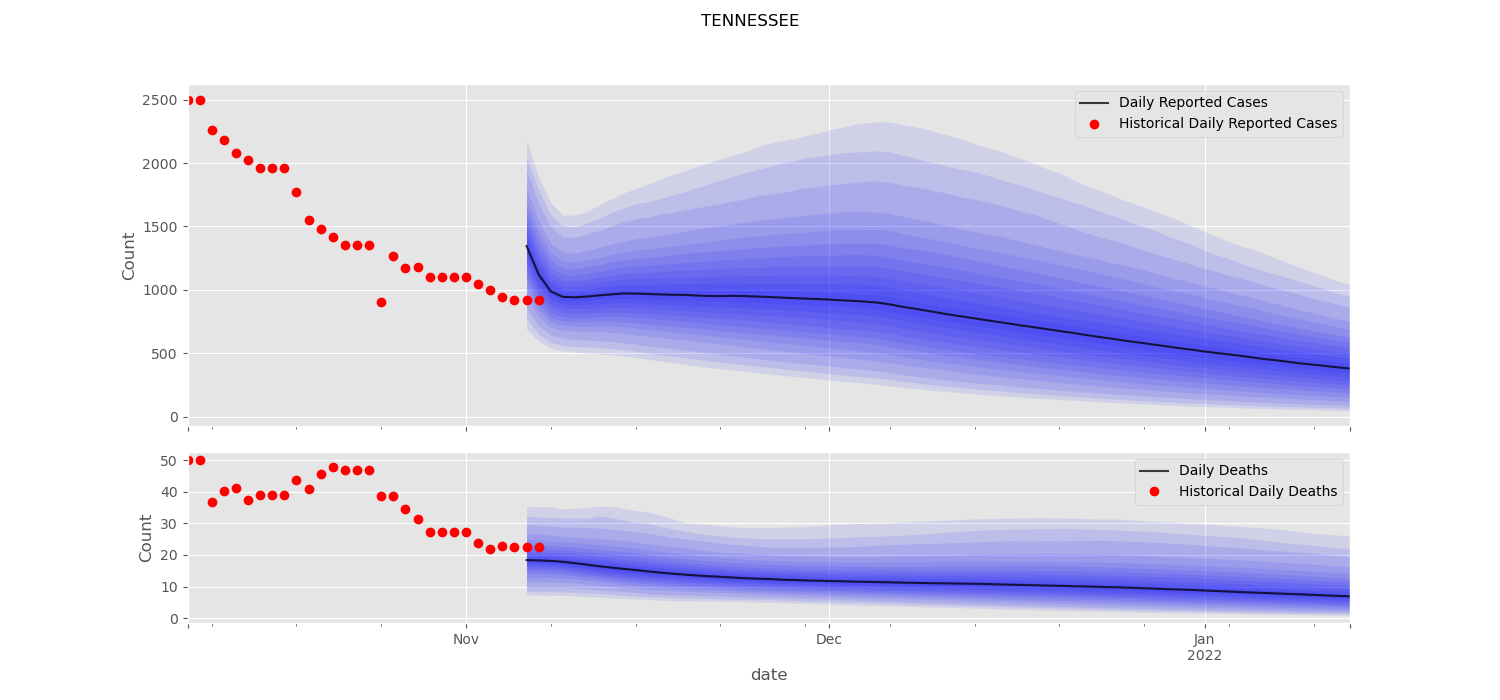 TENNESSEE
Count
2500
2000
1500
1000
500
0
Daily Reported Cases
Historical Daily Reported Cases
Count
50
40
30
20
10
0
Daily Deaths
Historical Daily Deaths
Nov
Dec
Jan
2022
date